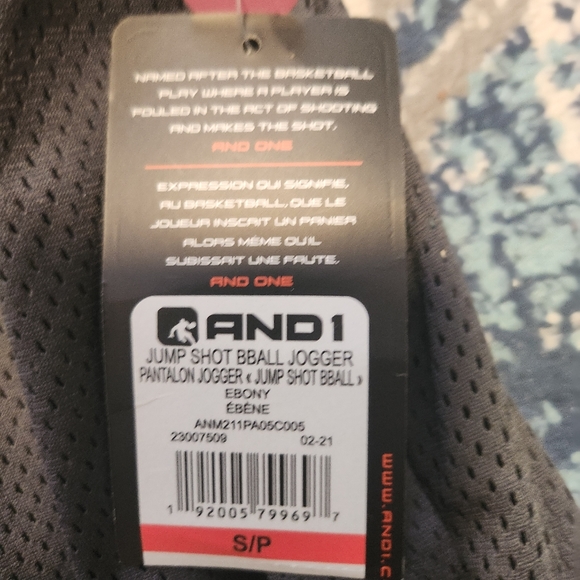 NAMED AFTER THE BASKETBALL
PLAY WHERE A PLAYER IS
FOULED IN THE ACT OF SHOOTING
AND MAKES THE SHOT.
AND ONE
EXPRESSION QUI SIGNIFIE,
AU BASKETBALL, QUE LE
JOUEUR INSCRIT UN PANIER
ALORS MÊME QU'IL
SUBISSAIT UNE FAUTE.
AND ONE
AND1
JUMP SHOT BBALL JOGGER
PANTALON JOGGER « JUMP SHOT BBALL »
EBONY
ÉBÈNE
ANM211PA05C005
23007509 02-21
1 92005 79969 7
S/P
WWW.AND1.C